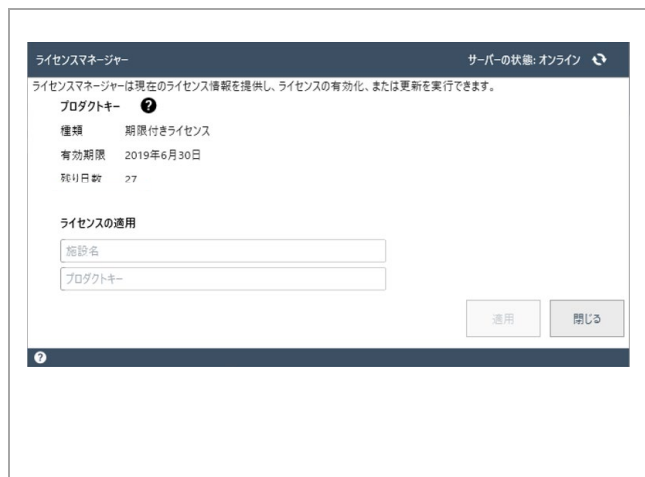 ライセンスマネージャー サーバーの状態: オンライン
ライセンスマネージャーは現在のライセンス情報を提供し、ライセンスの有効化、または更新を実行できます。
プロダクトキー ?
種類 期限付きライセンス
有効期限 2019年6月30日
残り日数 27
ライセンスの適用
施設名
プロダクトキー
適用 閉じる
?